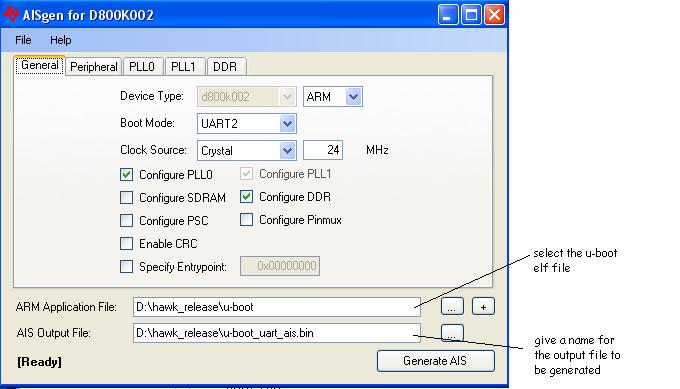 AISgen for D800K002
File Help
General Peripheral PLL0 PLL1 DDR
Device Type: d800k002 ARM
Boot Mode: UART2
Clock Source: Crystal 24 MHz
Configure PLL0 Configure PLL1
Configure SDRAM Configure DDR
Configure PSC Configure Pinmux
Enable CRC
Specify Entrypoint: 0x00000000
select the u-boot
elf file
ARM Application File: D:\hawk_release\u-boot ... +
AIS Output File: D:\hawk_release\u-boot_uart_ais.bin ...
give a name for
the output file to
be generated
[Ready] Generate AIS